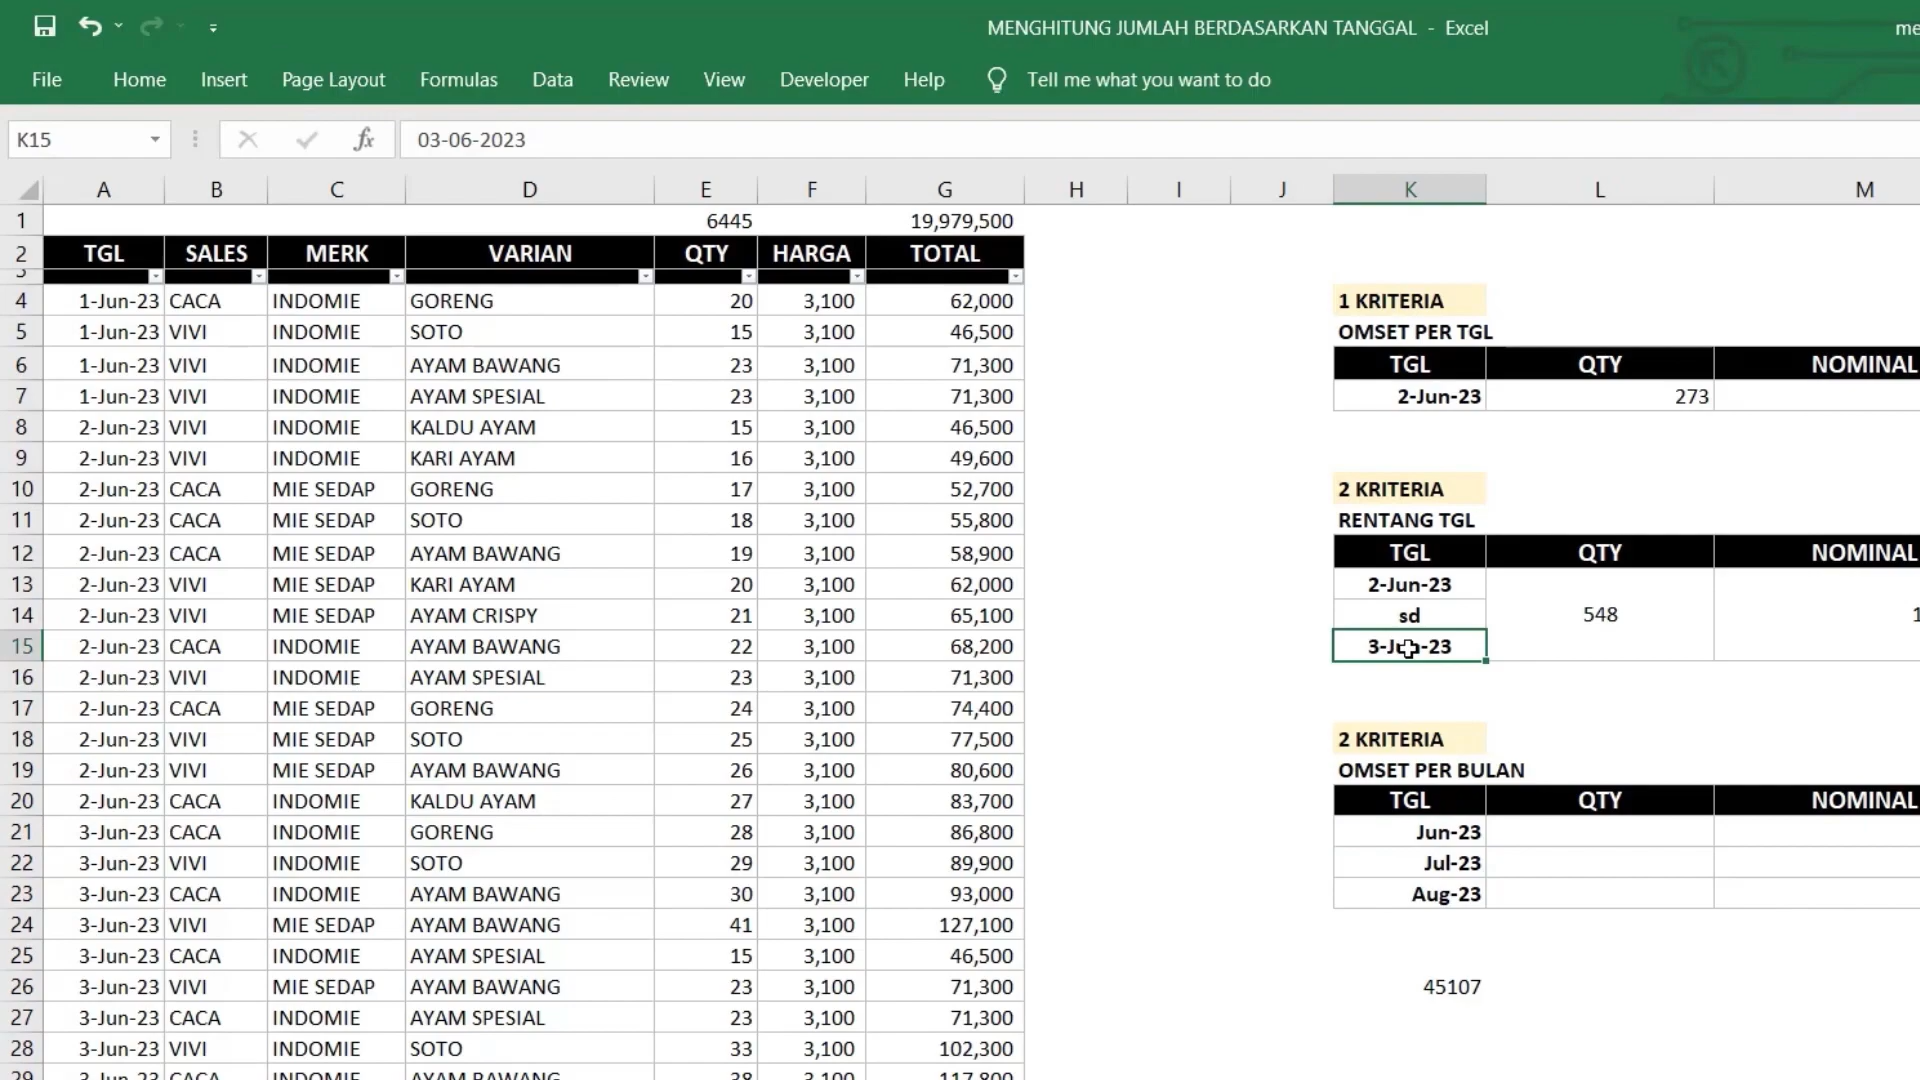 MENGHITUNG JUMLAH BERDASARKAN TANGGAL - Excel
me
File Home Insert Page Layout Formulas Data Review View Developer Help Tell me what you want to do
K15 fx 03-06-2023
A B C D E F G H I J K L M
1 6445 19,979,500
2 TGL SALES MERK VARIAN QTY HARGA TOTAL
3
4 1-Jun-23 CACA INDOMIE GORENG 20 3,100 62,000 1 KRITERIA
5 1-Jun-23 VIVI INDOMIE SOTO 15 3,100 46,500 OMSET PER TGL
6 1-Jun-23 VIVI INDOMIE AYAM BAWANG 23 3,100 71,300 TGL QTY NOMINAL
7 1-Jun-23 VIVI INDOMIE AYAM SPESIAL 23 3,100 71,300 2-Jun-23 273
8 2-Jun-23 VIVI INDOMIE KALDU AYAM 15 3,100 46,500
9 2-Jun-23 VIVI INDOMIE KARI AYAM 16 3,100 49,600
10 2-Jun-23 CACA MIE SEDAP GORENG 17 3,100 52,700 2 KRITERIA
11 2-Jun-23 CACA MIE SEDAP SOTO 18 3,100 55,800 RENTANG TGL
12 2-Jun-23 CACA MIE SEDAP AYAM BAWANG 19 3,100 58,900 TGL QTY NOMINAL
13 2-Jun-23 VIVI MIE SEDAP KARI AYAM 20 3,100 62,000 2-Jun-23
14 2-Jun-23 VIVI MIE SEDAP AYAM CRISPY 21 3,100 65,100 sd 548 1
15 2-Jun-23 CACA INDOMIE AYAM BAWANG 22 3,100 68,200 3-Jun-23
16 2-Jun-23 VIVI INDOMIE AYAM SPESIAL 23 3,100 71,300
17 2-Jun-23 CACA MIE SEDAP GORENG 24 3,100 74,400
18 2-Jun-23 VIVI MIE SEDAP SOTO 25 3,100 77,500 2 KRITERIA
19 2-Jun-23 VIVI MIE SEDAP AYAM BAWANG 26 3,100 80,600 OMSET PER BULAN
20 2-Jun-23 CACA INDOMIE KALDU AYAM 27 3,100 83,700 TGL QTY NOMINAL
21 3-Jun-23 CACA INDOMIE GORENG 28 3,100 86,800 Jun-23
22 3-Jun-23 VIVI INDOMIE SOTO 29 3,100 89,900 Jul-23
23 3-Jun-23 CACA INDOMIE AYAM BAWANG 30 3,100 93,000 Aug-23
24 3-Jun-23 VIVI MIE SEDAP AYAM BAWANG 41 3,100 127,100
25 3-Jun-23 CACA INDOMIE AYAM SPESIAL 15 3,100 46,500
26 3-Jun-23 VIVI MIE SEDAP AYAM BAWANG 23 3,100 71,300 45107
27 3-Jun-23 CACA INDOMIE AYAM SPESIAL 23 3,100 71,300
28 3-Jun-23 VIVI INDOMIE SOTO 33 3,100 102,300
29 3-Jun-23 CACA INDOMIE AYAM BAWANG 38 3,100 117,800